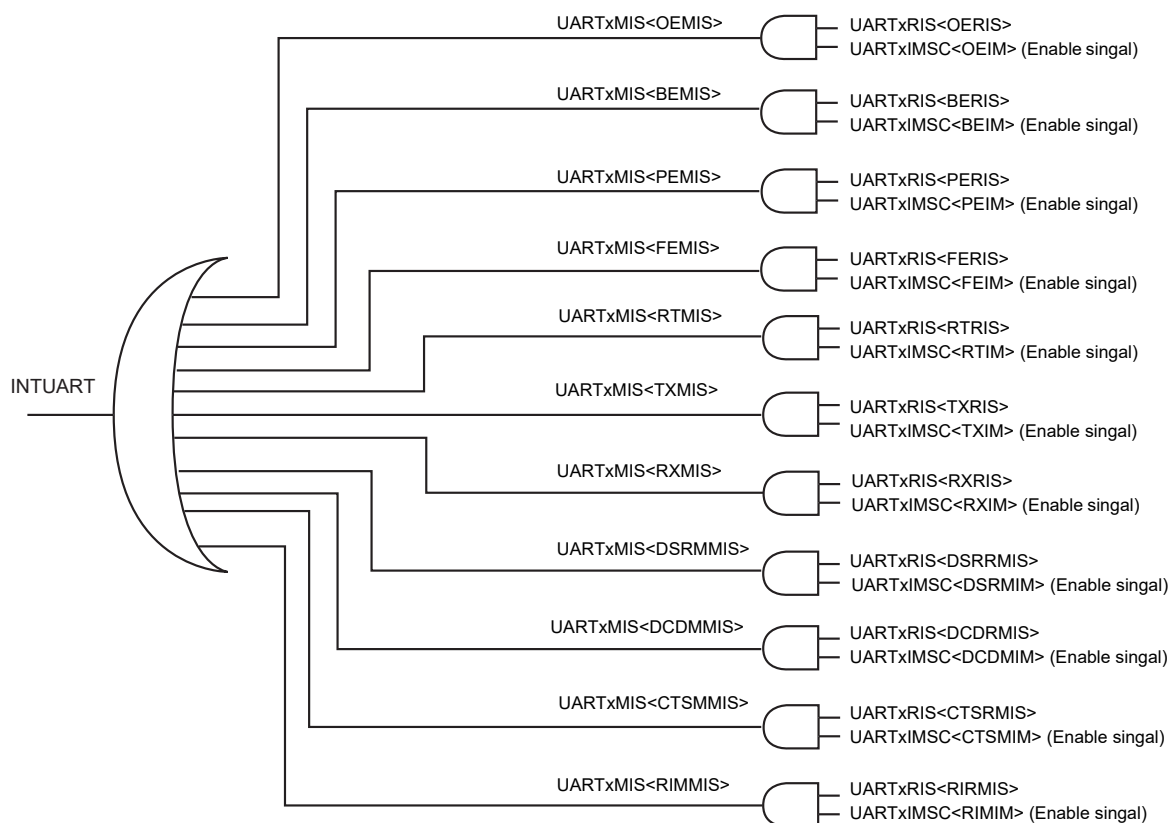 UARTxMIS<OEMIS>
UARTxRIS<OERIS>
UARTxIMSC<OEIM> (Enable singal)
UARTxMIS<BEMIS>
UARTxRIS<BERIS>
UARTxIMSC<BEIM> (Enable singal)
UARTxMIS<PEMIS>
UARTxRIS<PERIS>
UARTxIMSC<PEIM> (Enable singal)
UARTxMIS<FEMIS>
UARTxRIS<FERIS>
UARTxIMSC<FEIM> (Enable singal)
UARTxMIS<RTMIS>
UARTxRIS<RTRIS>
UARTxIMSC<RTIM> (Enable singal)
INTUART
UARTxMIS<TXMIS>
UARTxRIS<TXRIS>
UARTxIMSC<TXIM> (Enable singal)
UARTxMIS<RXMIS>
UARTxRIS<RXRIS>
UARTxIMSC<RXIM> (Enable singal)
UARTxMIS<DSRMMIS>
UARTxRIS<DSRRMIS>
UARTxIMSC<DSRMIM> (Enable singal)
UARTxMIS<DCDMMIS>
UARTxRIS<DCDRMIS>
UARTxIMSC<DCDMIM> (Enable singal)
UARTxMIS<CTSMMIS>
UARTxRIS<CTSRMIS>
UARTxIMSC<CTSMIM> (Enable singal)
UARTxMIS<RIMMIS>
UARTxRIS<RIRMIS>
UARTxIMSC<RIMIM> (Enable singal)